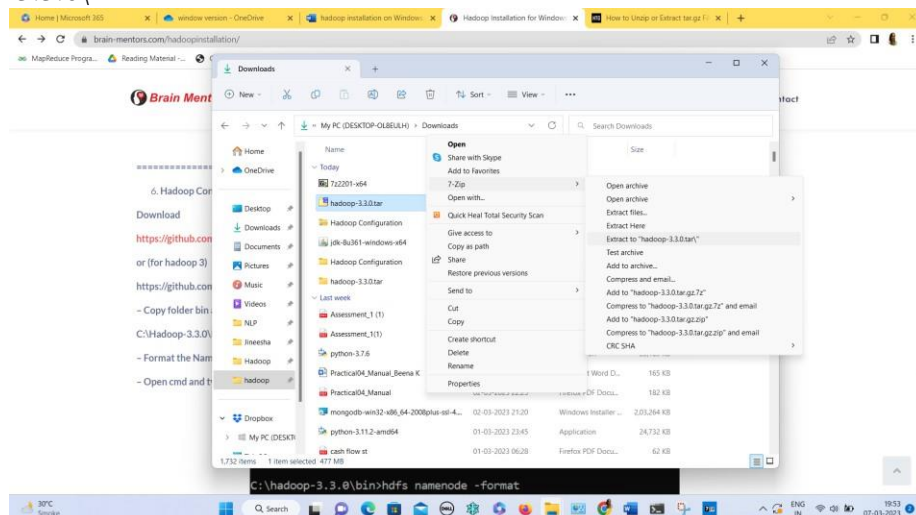 Home | Microsoft 365
window version - OneDrive
hadoop installation on Window
Hadoop Installation for Window
How to Unzip or Extract tar.gz Fi
brain-mentors.com/hadoopinstallation/
MapReduce Progra...
Reading Material -...
Brain Ment
6. Hadoop Con
Download
https://github.con
or (for hadoop 3)
https://github.con
– Copy folder bin
C:\Hadoop-3.3.0\
– Format the Nam
– Open cmd and t
Downloads
New
Sort
View
My PC (DESKTOP-OL8EULH) › Downloads
Search Downloads
Home
OneDrive
Desktop
Downloads
Documents
Pictures
Music
Videos
NLP
Jineesha
Hadoop
hadoop
Dropbox
My PC (DESKT
Name
Size
Today
7z2201-x64
hadoop-3.3.0.tar
Hadoop Configuration
jdk-8u361-windows-x64
Hadoop Configuration
hadoop-3.3.0.tar
Last week
Assessment_1 (1)
Assessment_1(1)
python-3.7.6
Practical04_Manual_Beena K
t Word D... 165 KB
Practical04_Manual
182 KB
mongodb-win32-x86_64-2008plus-ssl-4... 02-03-2023 21:20 Windows Installer ... 2,03,264 KB
python-3.11.2-amd64 01-03-2023 23:45 Application 24,732 KB
cash flow st 01-03-2023 06:28 Firefox PDF Docu... 62 KB
1,732 items 1 item selected 477 MB
Open
Share with Skype
Add to Favorites
7-Zip
Open with...
Quick Heal Total Security Scan
Give access to
Copy as path
Share
Restore previous versions
Send to
Cut
Copy
Create shortcut
Delete
Rename
Properties
Open archive
Open archive
Extract files...
Extract Here
Extract to "hadoop-3.3.0.tar\"
Test archive
Add to archive...
Compress and email...
Add to "hadoop-3.3.0.tar.gz.7z"
Compress to "hadoop-3.3.0.tar.gz.7z" and email
Add to "hadoop-3.3.0.tar.gz.zip"
Compress to "hadoop-3.3.0.tar.gz.zip" and email
CRC SHA
ntact
C:\hadoop-3.3.0\bin>hdfs namenode -format
30°C
Smoke
Search
ENG
IN
19:53
07-03-2023